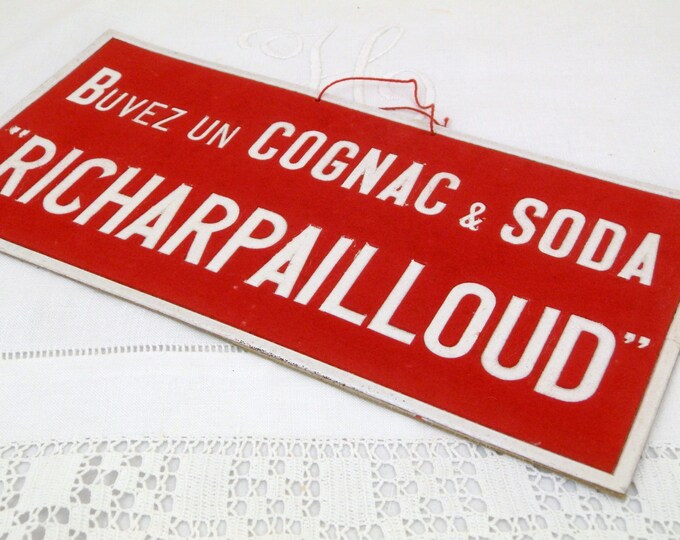 BUVEZ UN COGNAC & SODA
"RICHARPAILLOUD"